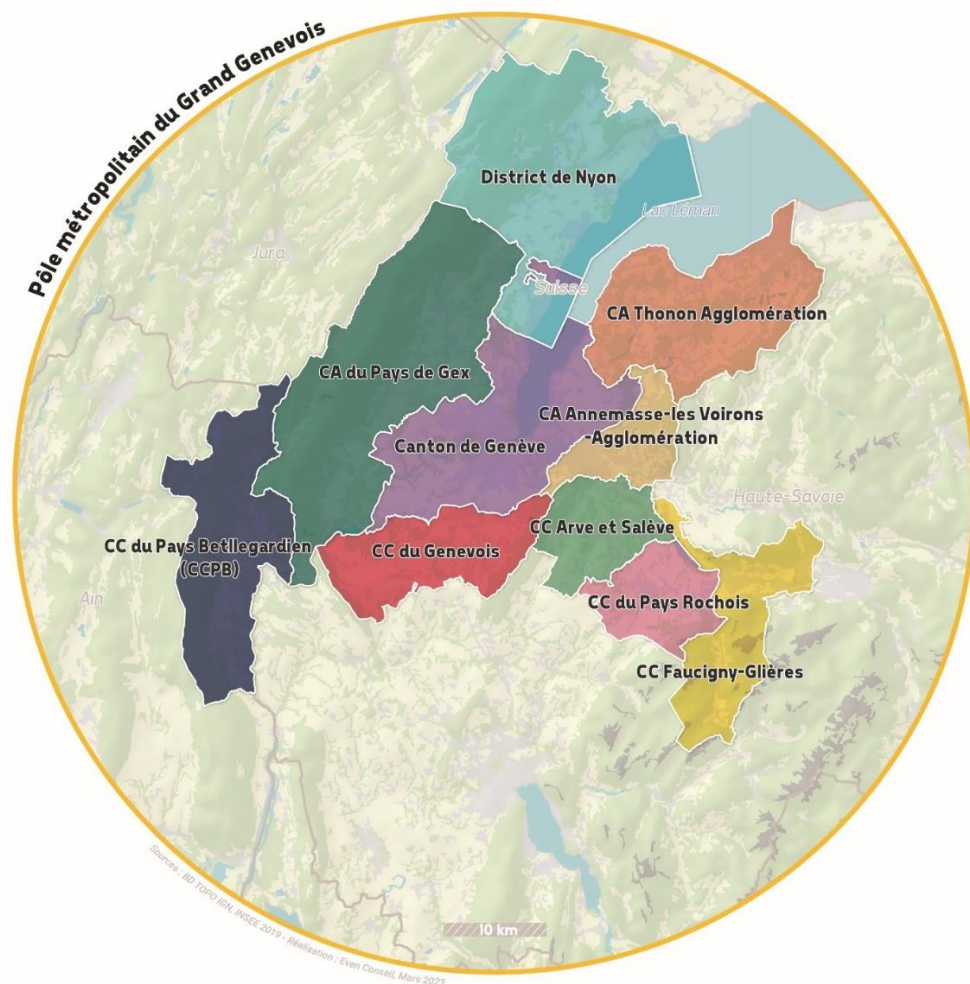 Pôle métropolitain du Grand Genevois
District de Nyon
Lac Léman
Jura
Suisse
CA Thonon Agglomération
CA du Pays de Gex
CA Annemasse-les Voirons
-Agglomération
Canton de Genève
Haute-Savoie
CC Arve et Salève
CC du Pays Betllegardien
(CCPB)
CC du Genevois
Ain
CC du Pays Rochois
CC Faucigny-Glières
10 km
Sources : BD TOPO IGN, INSEE 2019 - Réalisation : Even Conseil, Mars 2023